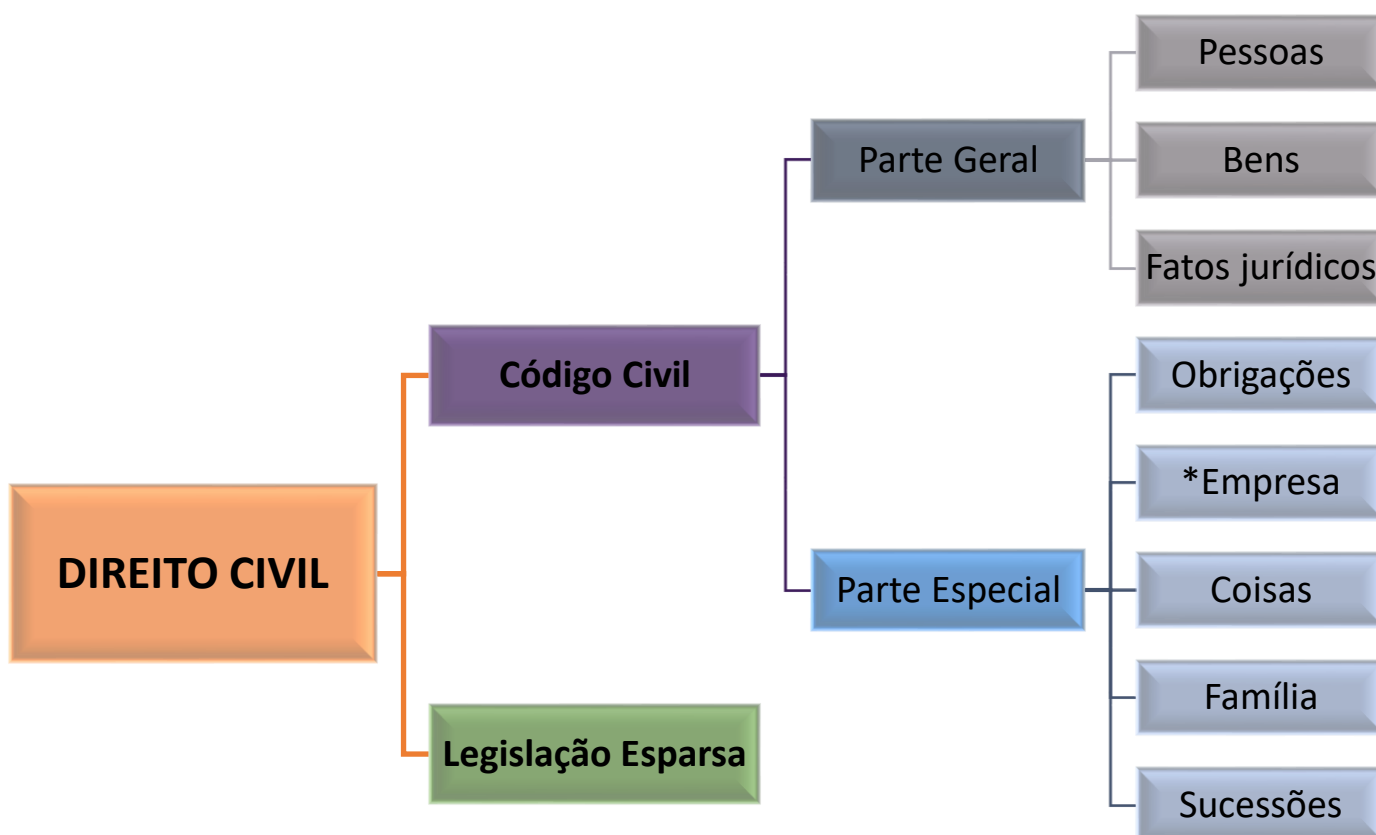 DIREITO CIVIL
Código Civil
Parte Geral
Pessoas
Bens
Fatos jurídicos
Parte Especial
Obrigações
*Empresa
Coisas
Família
Sucessões
Legislação Esparsa